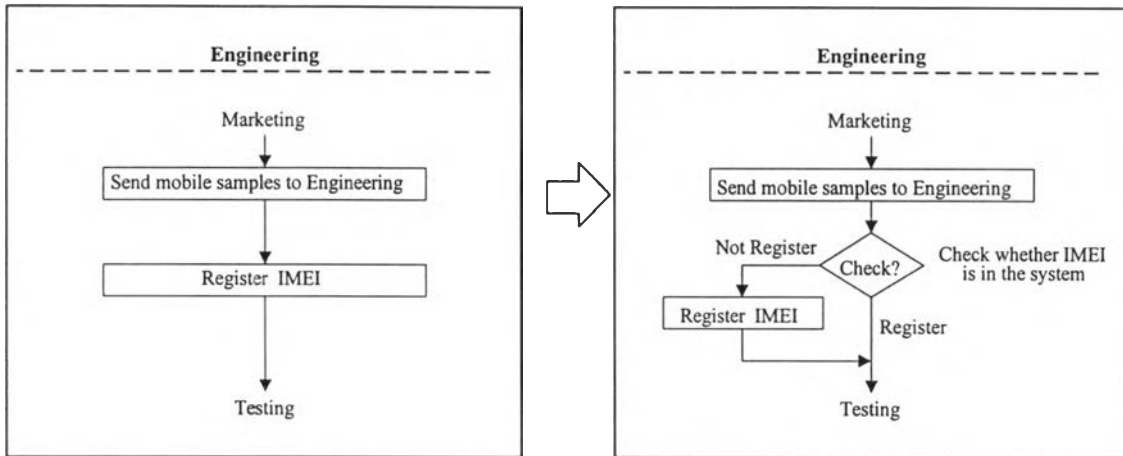 Engineering
Marketing
Send mobile samples to Engineering
Register IMEI
Testing
Engineering
Marketing
Send mobile samples to Engineering
Not Register
Check?
Check whether IMEI
is in the system
Register IMEI
Register
Testing